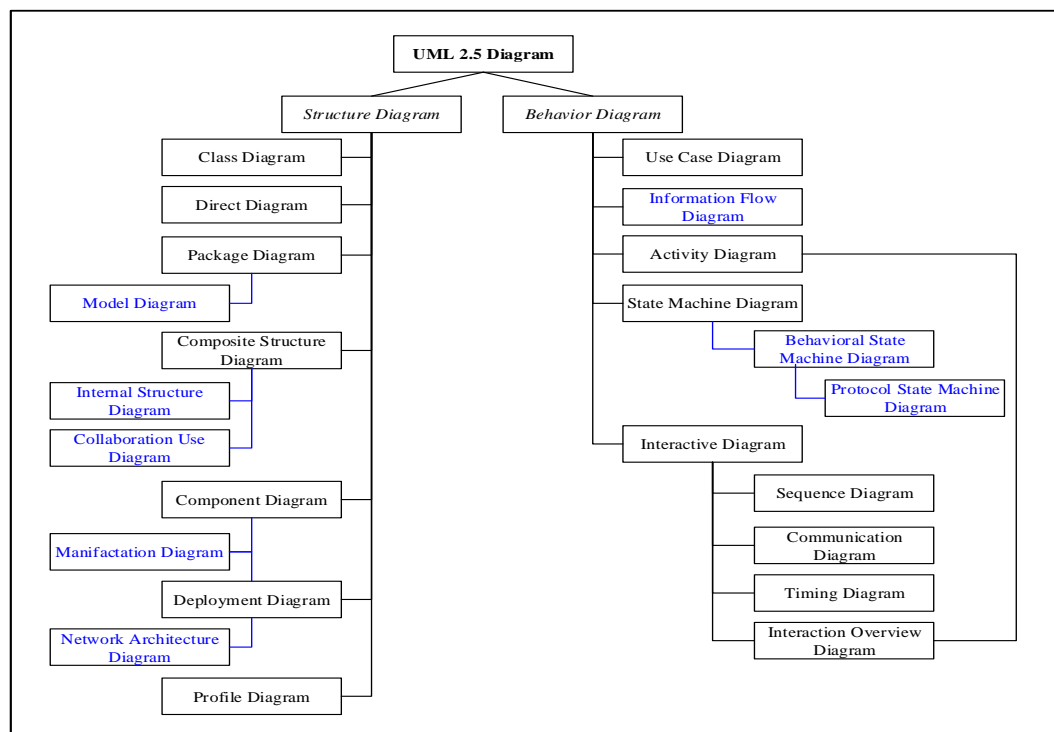 UML 2.5 Diagram
Structure Diagram
Class Diagram
Direct Diagram
Package Diagram
Model Diagram
Composite Structure
Diagram
Internal Structure
Diagram
Collaboration Use
Diagram
Component Diagram
Manifactation Diagram
Deployment Diagram
Network Architecture
Diagram
Profile Diagram
Behavior Diagram
Use Case Diagram
Information Flow
Diagram
Activity Diagram
State Machine Diagram
Behavioral State
Machine Diagram
Protocol State Machine
Diagram
Interactive Diagram
Sequence Diagram
Communication
Diagram
Timing Diagram
Interaction Overview
Diagram